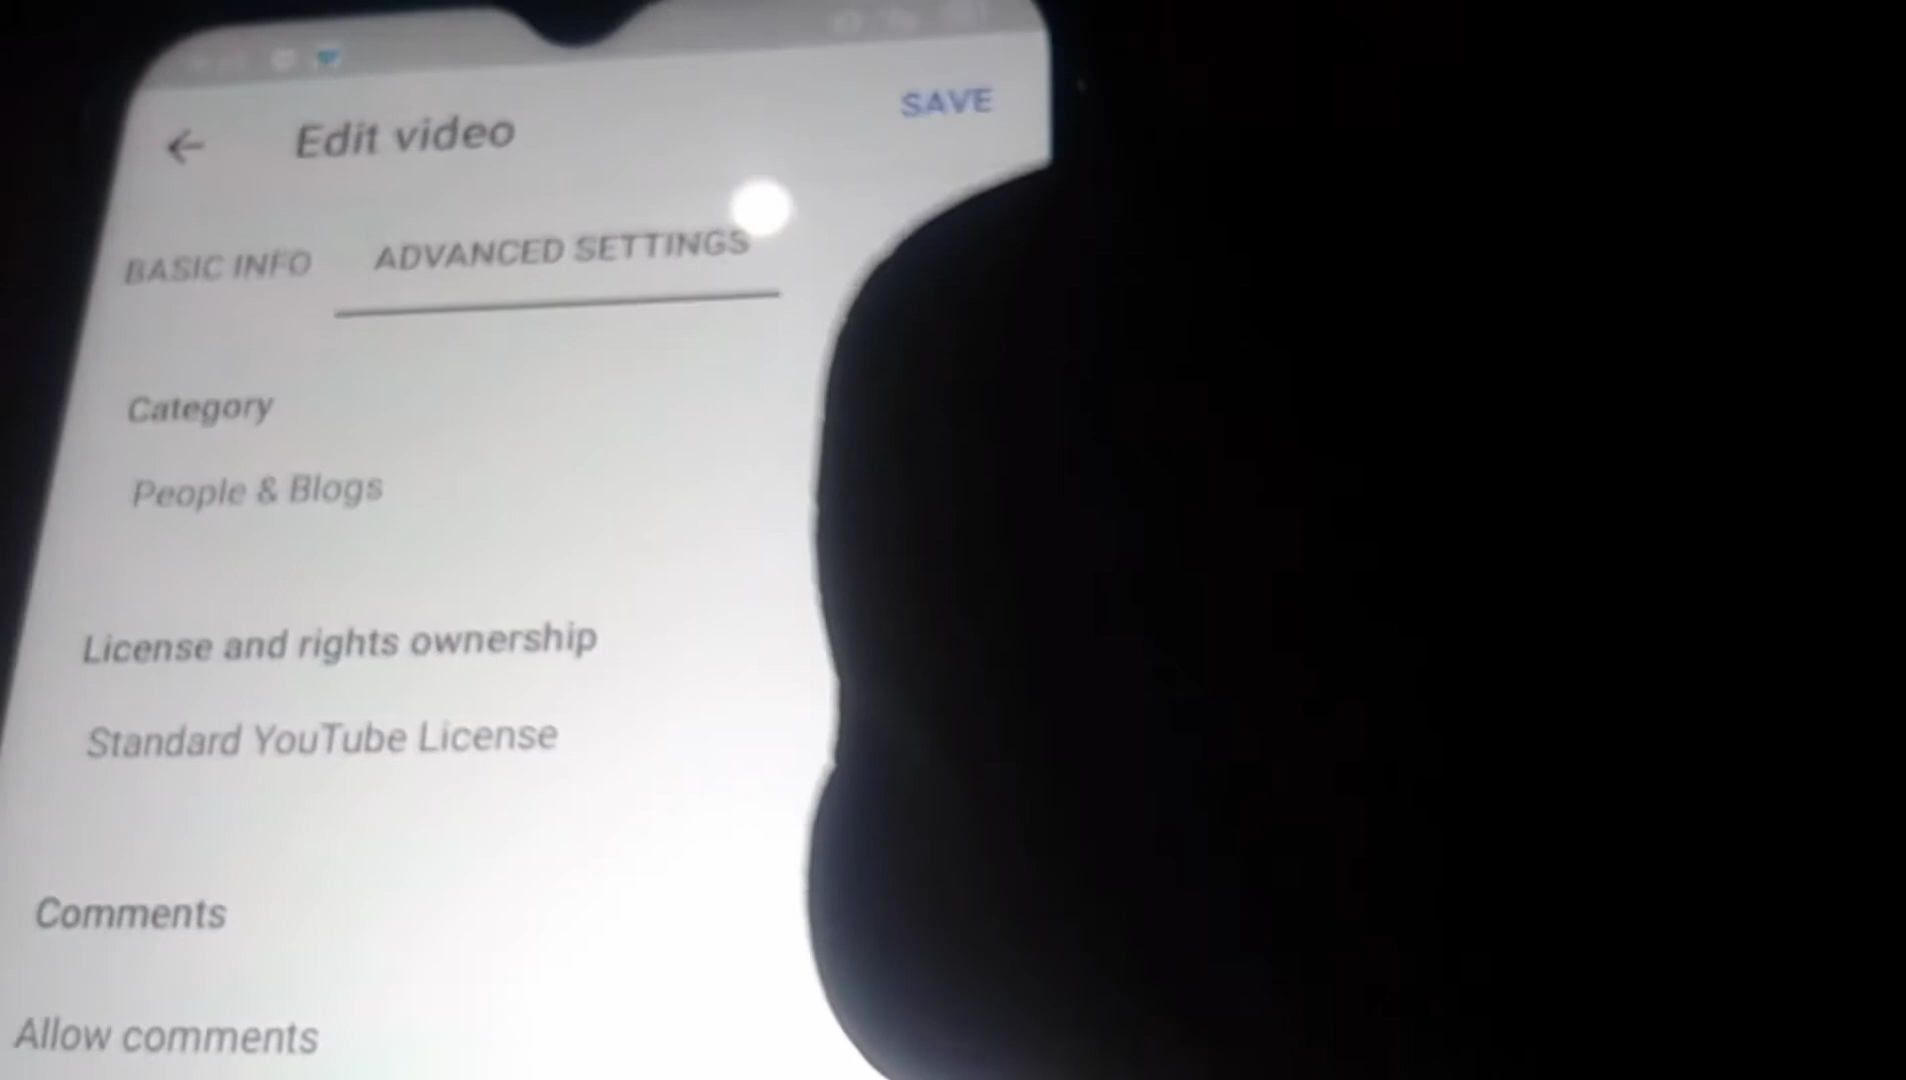 Edit video
SAVE
BASIC INFO
ADVANCED SETTINGS
Category
People & Blogs
License and rights ownership
Standard YouTube License
Comments
Allow comments